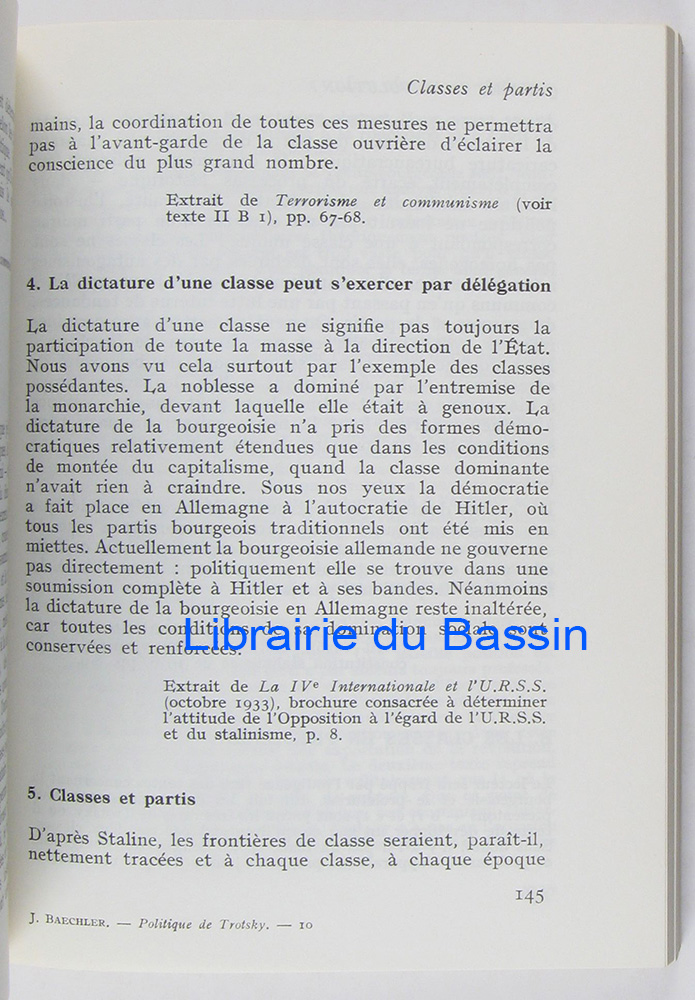 Classes et partis
mains, la coordination de toutes ces mesures ne permettra
pas à l'avant-garde de la classe ouvrière d'éclairer la
conscience du plus grand nombre.
Extrait de Terrorisme et communisme (voir
texte II B 1), pp. 67-68.
4. La dictature d'une classe peut s'exercer par délégation
La dictature d'une classe ne signifie pas toujours la
participation de toute la masse à la direction de l'État.
Nous avons vu cela surtout par l'exemple des classes
possédantes. La noblesse a dominé par l'entremise de
la monarchie, devant laquelle elle était à genoux. La
dictature de la bourgeoisie n'a pris des formes démo-
cratiques relativement étendues que dans les conditions
de montée du capitalisme, quand la classe dominante
n'avait rien à craindre. Sous nos yeux la démocratie
a fait place en Allemagne à l'autocratie de Hitler, où
tous les partis bourgeois traditionnels ont été mis en
miettes. Actuellement la bourgeoisie allemande ne gouverne
pas directement : politiquement elle se trouve dans une
soumission complète à Hitler et à ses bandes. Néanmoins
la dictature de la bourgeoisie en Allemagne reste inaltérée,
car toutes les conditions de sa domination sociale sont
Librairie du Bassin
conservées et renforcées.
Extrait de La IVe Internationale et l'U.R.S.S.
(octobre 1933), brochure consacrée à déterminer
l'attitude de l'Opposition à l'égard de l'U.R.S.S.
et du stalinisme, p. 8.
5. Classes et partis
D'après Staline, les frontières de classe seraient, paraît-il,
nettement tracées et à chaque classe, à chaque époque
145
J. BAECHLER. — Politique de Trotsky. — 10